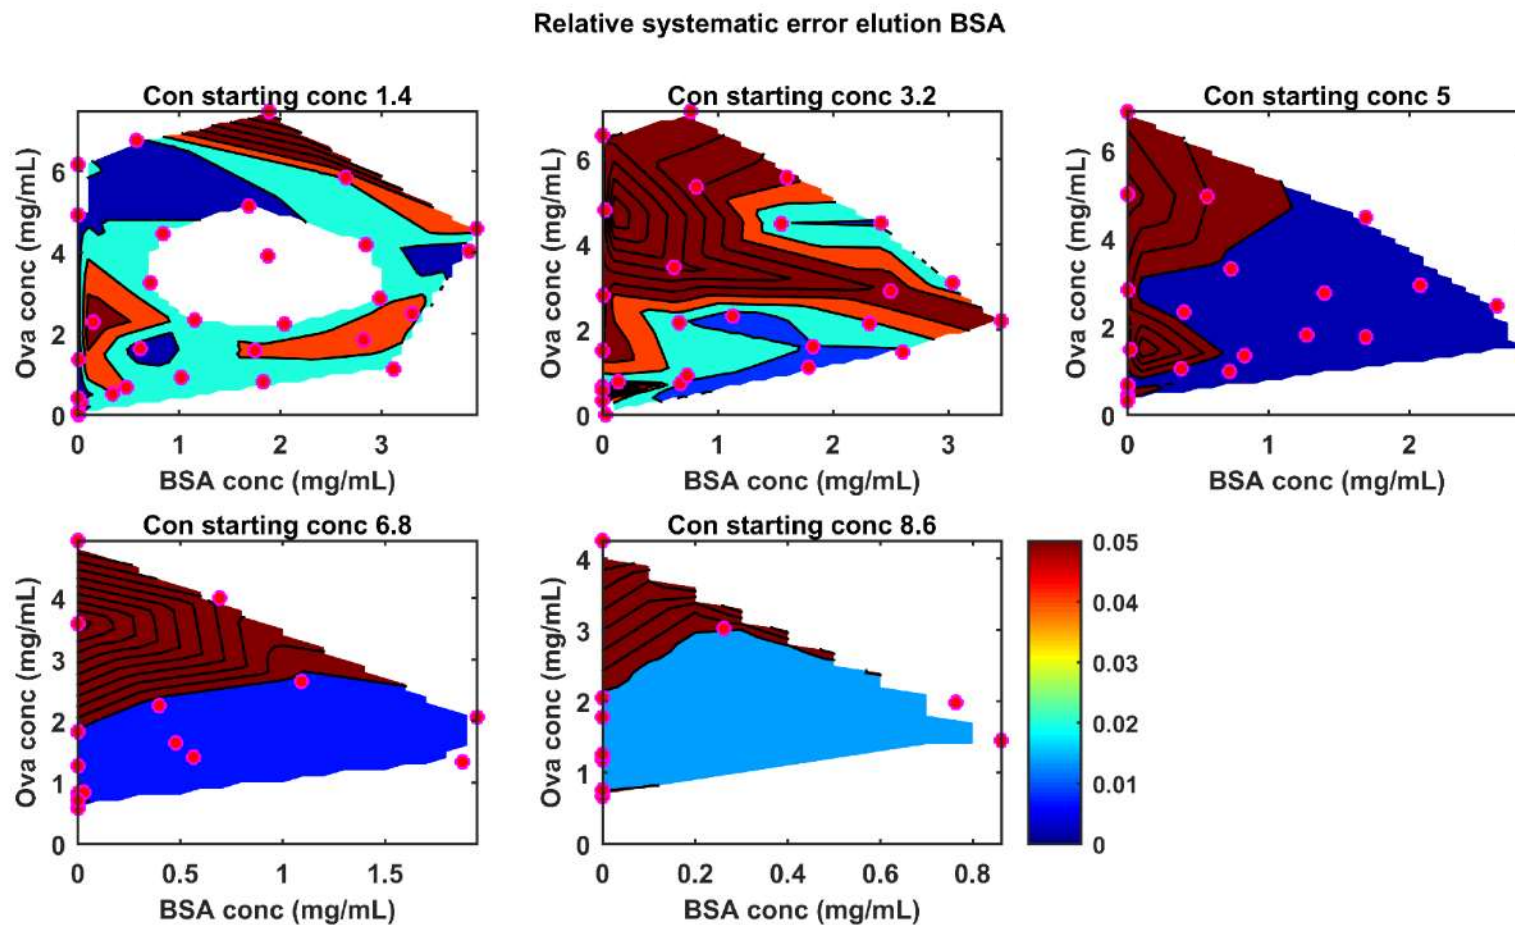 Relative systematic error elution BSA
Con starting conc 1.4
Ova conc (mg/mL)
6
4
2
0
0 1 2 3
BSA conc (mg/mL)
Con starting conc 3.2
Ova conc (mg/mL)
6
4
2
0
0 1 2 3
BSA conc (mg/mL)
Con starting conc 5
Ova conc (mg/mL)
6
4
2
0
0 1 2
BSA conc (mg/mL)
Con starting conc 6.8
Ova conc (mg/mL)
4
3
2
1
0
0 0.5 1 1.5
BSA conc (mg/mL)
Con starting conc 8.6
Ova conc (mg/mL)
4
3
2
1
0
0 0.2 0.4 0.6 0.8
BSA conc (mg/mL)
0.05
0.04
0.03
0.02
0.01
0